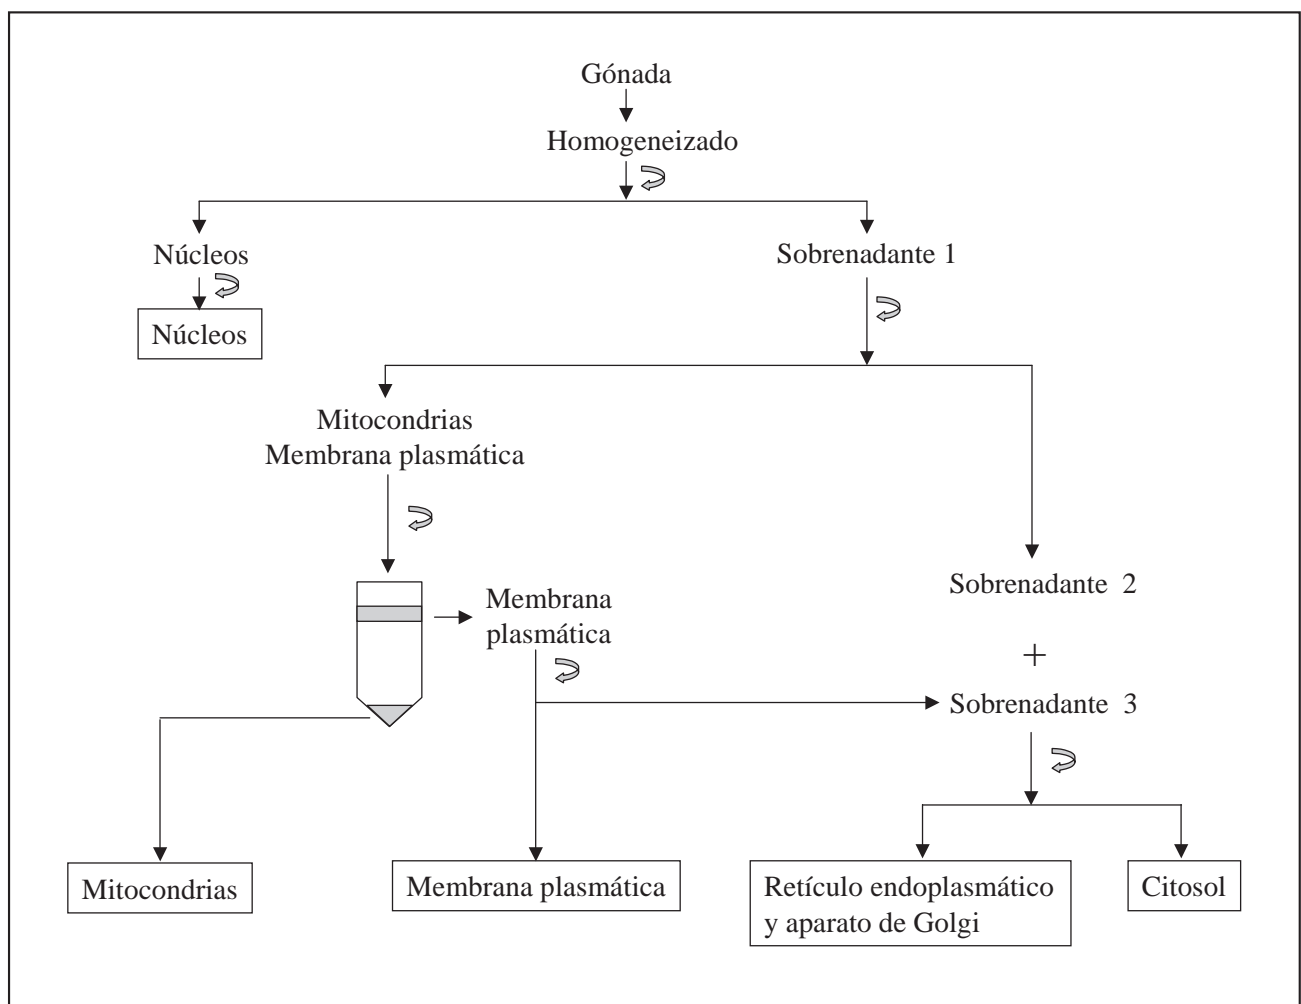 Gónada
Homogeneizado
Núcleos
Sobrenadante 1
Núcleos
Mitocondrias
Membrana plasmática
Sobrenadante 2
Membrana
plasmática
+
Sobrenadante 3
Mitocondrias
Membrana plasmática
Retículo endoplasmático
y aparato de Golgi
Citosol